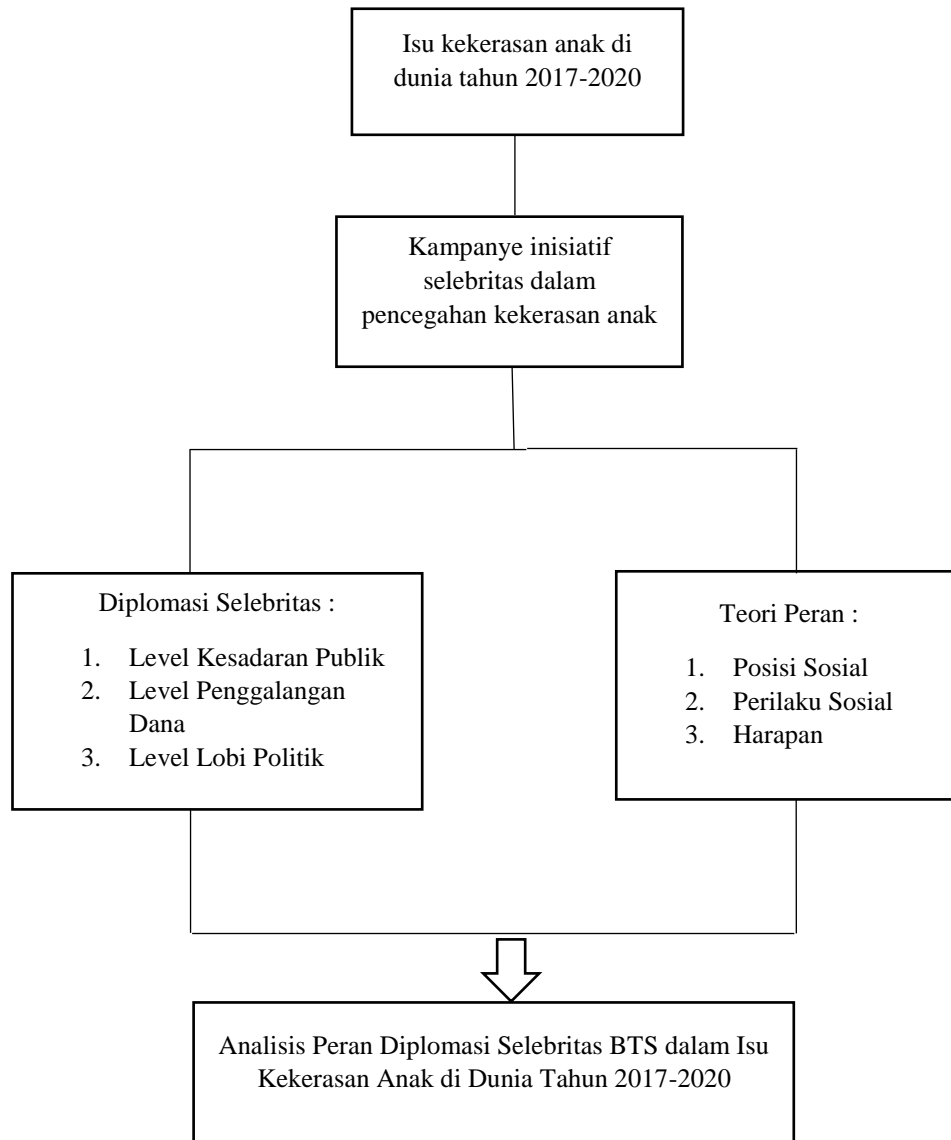 Isu kekerasan anak di
dunia tahun 2017-2020
Kampanye inisiatif
selebritas dalam
pencegahan kekerasan anak
Diplomasi Selebritas :
1. Level Kesadaran Publik
2. Level Penggalangan
Dana
3. Level Lobi Politik
Teori Peran :
1. Posisi Sosial
2. Perilaku Sosial
3. Harapan
Analisis Peran Diplomasi Selebritas BTS dalam Isu
Kekerasan Anak di Dunia Tahun 2017-2020